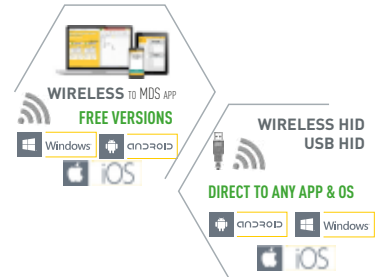 WIRELESS TO MDS APP
FREE VERSIONS
Windows
android
iOS
WIRELESS HID
USB HID
DIRECT TO ANY APP & OS
android
Windows
iOS